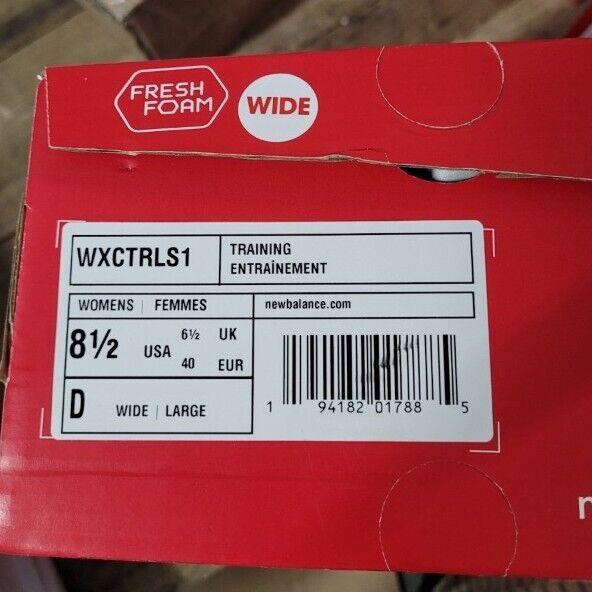 FRESH
FOAM
WIDE
WXCTRLS1
TRAINING
ENTRAÎNEMENT
WOMENS | FEMMES
newbalance.com
8½ USA 6½ UK
40 EUR
D WIDE | LARGE
1 94182 01788 5